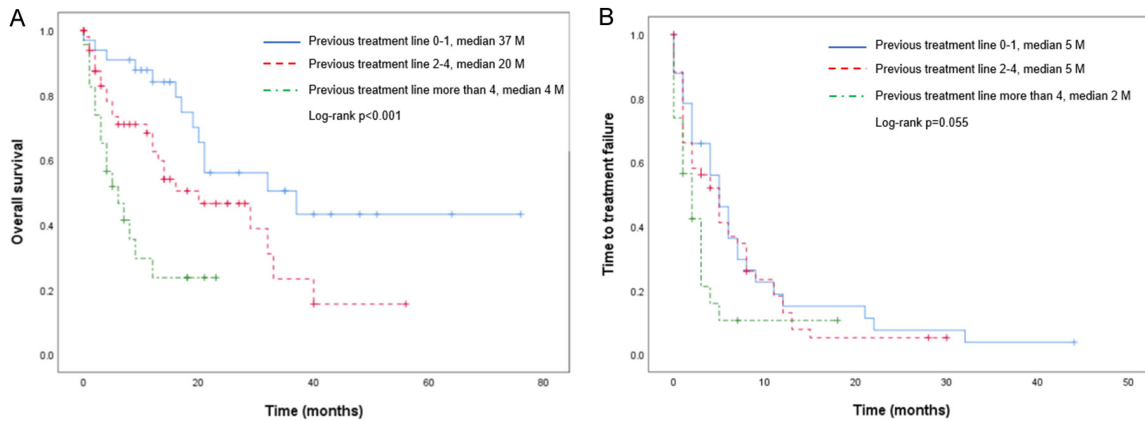 A
Overall survival
1.0
0.8
0.6
0.4
0.2
0.0
Previous treatment line 0-1, median 37 M
Previous treatment line 2-4, median 20 M
Previous treatment line more than 4, median 4 M
Log-rank p<0.001
0 20 40 60 80
Time (months)
B
Time to treatment failure
1.0
0.8
0.6
0.4
0.2
0.0
Previous treatment line 0-1, median 5 M
Previous treatment line 2-4, median 5 M
Previous treatment line more than 4, median 2 M
Log-rank p=0.055
0 10 20 30 40 50
Time (months)